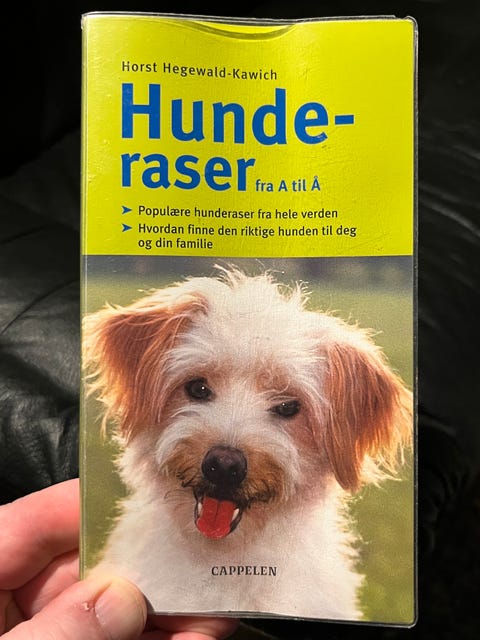 Horst Hegewald-Kawich
Hunde-
raser fra A til Å
➤ Populære hunderaser fra hele verden
➤ Hvordan finne den riktige hunden til deg
og din familie
CAPPELEN